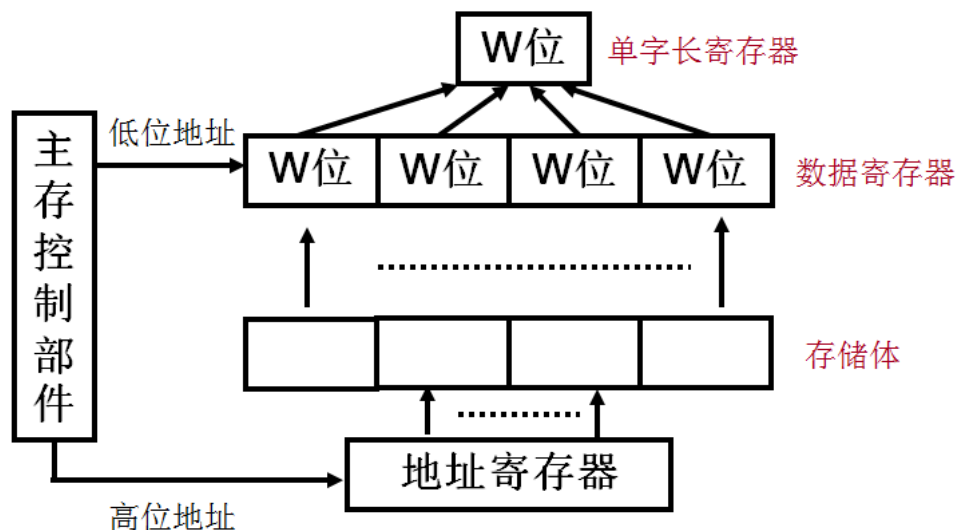 W位
单字长寄存器
低位地址
主存控制部件
W位
W位
W位
W位
数据寄存器
存储体
地址寄存器
高位地址